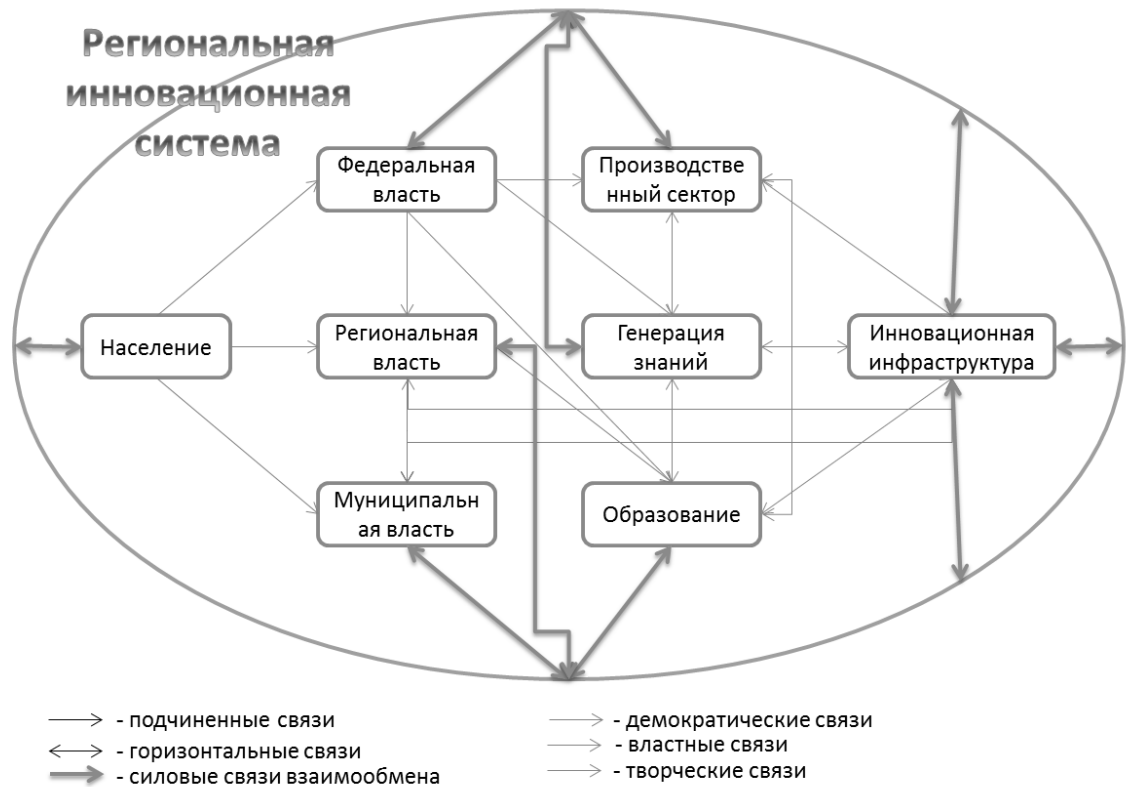 Региональная
инновационная
система
Федеральная
власть
Производстве
нный сектор
Население
Региональная
власть
Генерация
знаний
Инновационная
инфраструктура
Муниципальн
ая власть
Образование
- подчиненные связи
- горизонтальные связи
- силовые связи взаимообмена
- демократические связи
- властные связи
- творческие связи